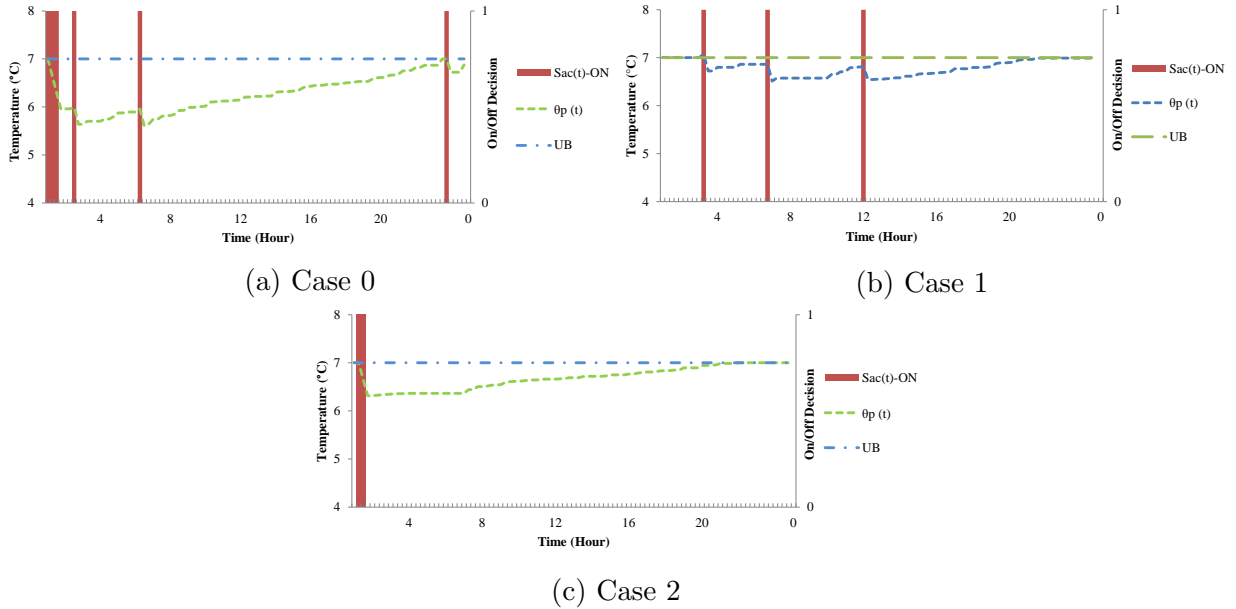 8
7
6
5
4
Temperature (°C)
4
8
12
16
20
0
Time (Hour)
1
0
On/Off Decision
Sac(t)-ON
θp (t)
UB
(a) Case 0
8
7
6
5
4
Temperature (°C)
4
8
12
16
20
0
Time (Hour)
1
0
On/Off Decision
Sac(t)-ON
θp (t)
UB
(b) Case 1
8
7
6
5
4
Temperature (°C)
4
8
12
16
20
0
Time (Hour)
1
0
On/Off Decision
Sac(t)-ON
θp (t)
UB
(c) Case 2